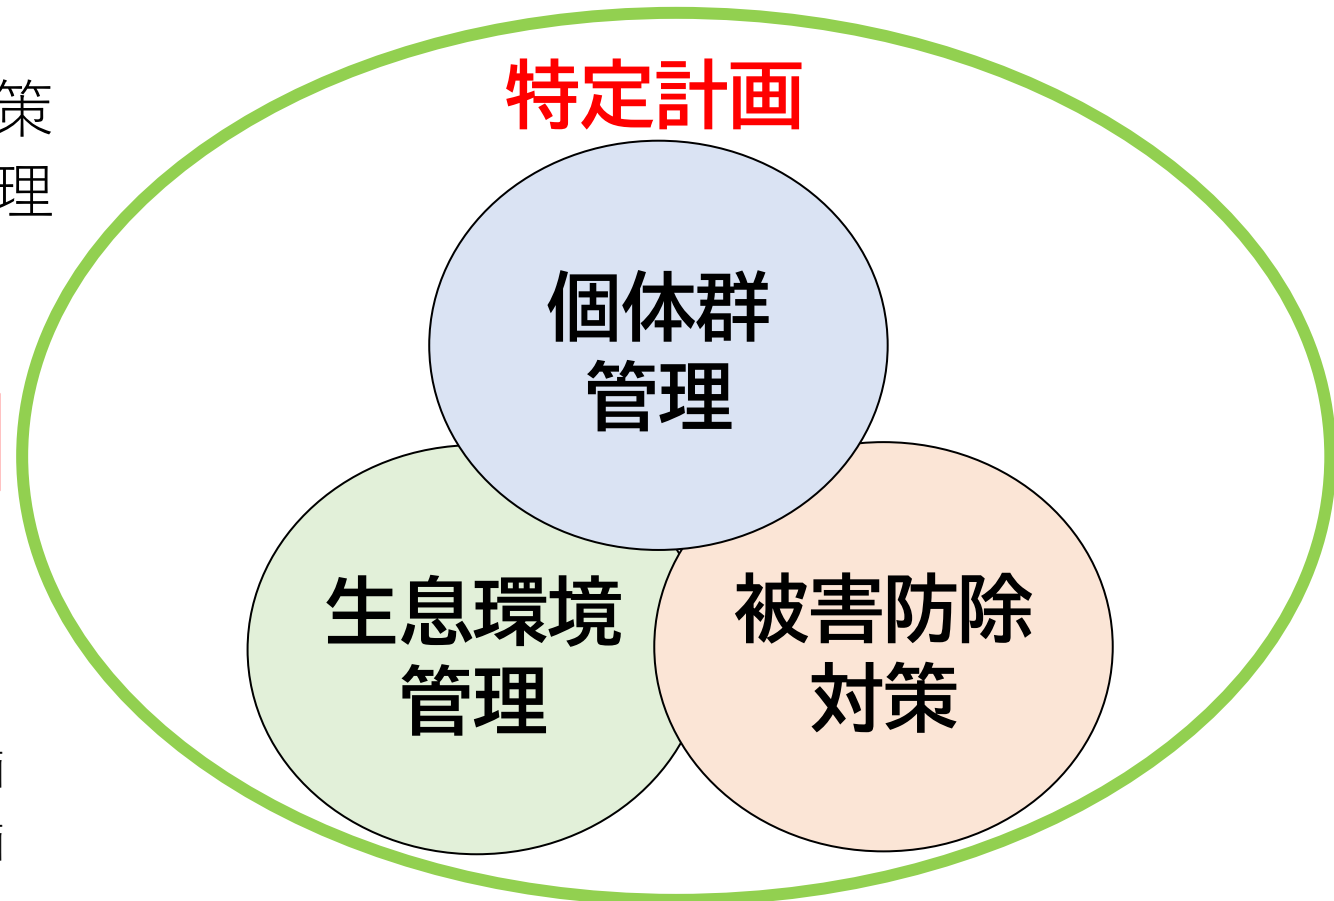 策
理
特定計画
個体群
管理
生息環境
管理
被害防除
対策